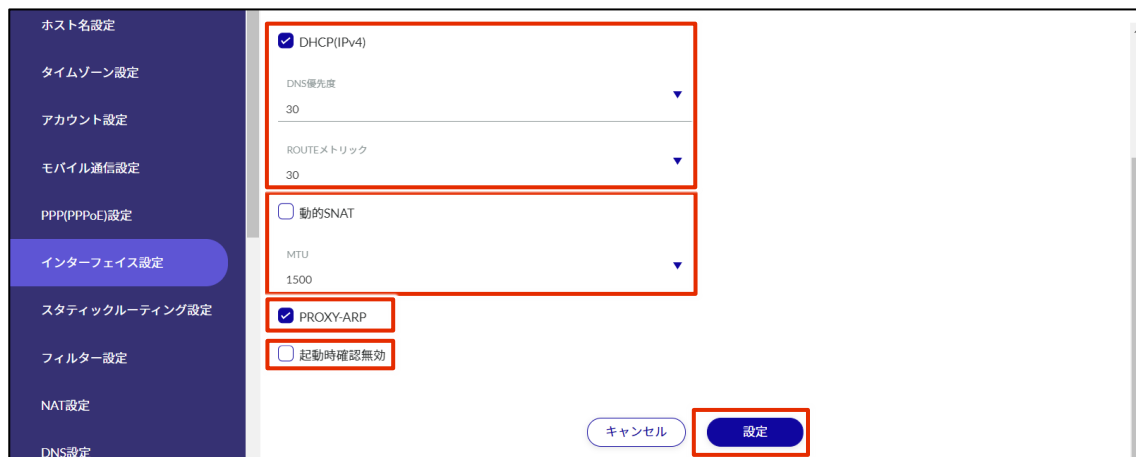 ホスト名設定
タイムゾーン設定
アカウント設定
モバイル通信設定
PPP(PPPoE)設定
インターフェイス設定
スタティックルーティング設定
フィルター設定
NAT設定
DNS設定
DHCP(IPv4)
DNS優先度
30
ROUTEメトリック
30
動的SNAT
MTU
1500
PROXY-ARP
起動時確認無効
キャンセル
設定